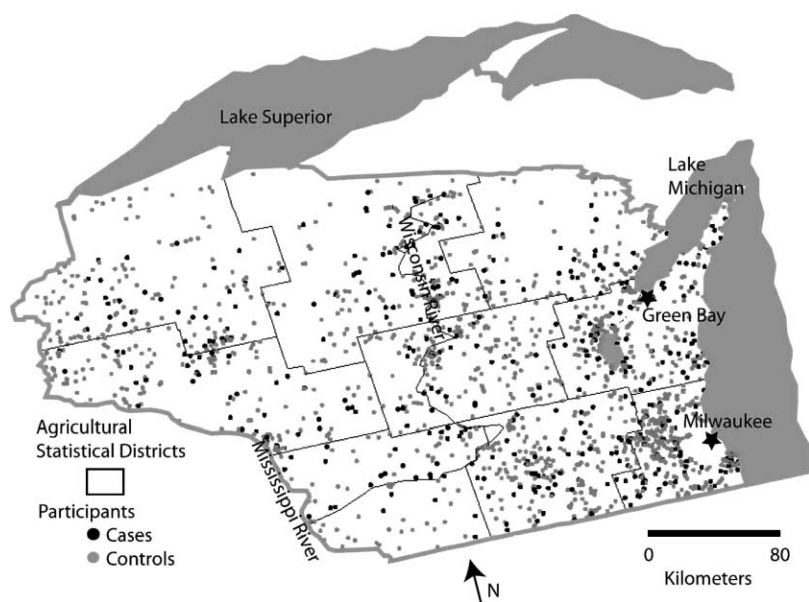 Lake Superior
Lake
Michigan
Wisconsin River
Green Bay
Milwaukee
Mississippi River
Agricultural
Statistical Districts
Participants
Cases
Controls
0 80
Kilometers
N